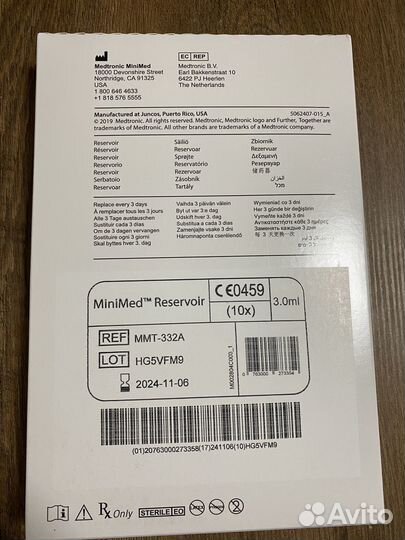 Medtronic MiniMed
18000 Devonshire Street
Northridge, CA 91325
USA
1 800 646 4633
+1 818 576 5555
EC REP
Medtronic B.V.
Earl Bakkenstraat 10
6422 PJ Heerlen
The Netherlands
Manufactured at Juncos, Puerto Rico, USA
5062407-015_A
© 2019 Medtronic. All rights reserved. Medtronic, Medtronic logo and Further, Together are
trademarks of Medtronic. All other brands are trademarks of a Medtronic company.
Reservoir Säiliö Zbiornik
Réservoir Reservoar Rezervuar
Reservoir Sprøjte Δεξαμενή
Reservorio Reservatório Резервуар
Reservoir Rezervoar 储药器
Serbatoio Zásobník الخزان
Reservoar Tartály מכל
Replace every 3 days Vaihda 3 päivän välein Wymieniać co 3 dni
À remplacer tous les 3 jours Byt ut var 3:e dag Her 3 günde bir değiştirin
Alle 3 Tage austauschen Udskift hver 3. dag Vyměňte každé 3 dny
Sustituir cada 3 días Substitua a cada 3 dias Αντικαταστήστε κάθε 3 ημέρες
Om de 3 dagen vervangen Zamenjajte vsake 3 dni Заменять каждые 3 дня
Sostituire ogni 3 giorni Háromnaponta cserélendő 每 3 天更换一次
Skal byttes hver 3. dag
MiniMed™ Reservoir
CE0459
(10x)
3.0ml
REF MMT-332A
LOT HG5VFM9
2024-11-06
M002804C003_1
0 763000 273354
(01)20763000273358(17)241106(10)HG5VFM9
Rx Only
STERILE EO
Avito